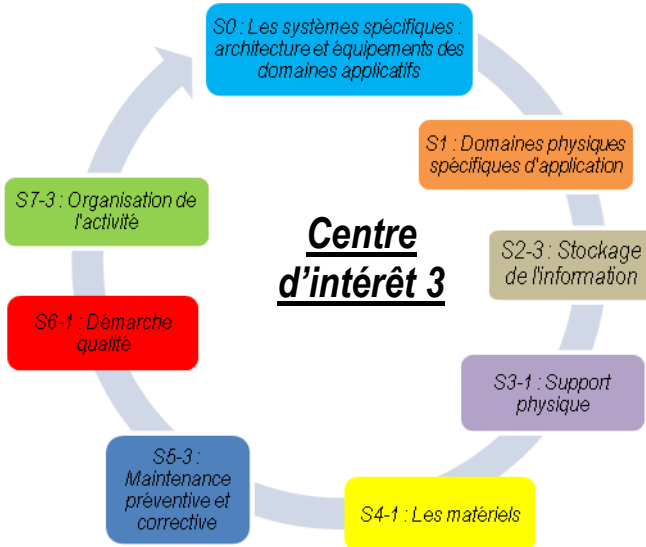 S0 : Les systèmes spécifiques :
architecture et équipements des
domaines applicatifs
S1 : Domaines physiques
spécifiques d'application
S2-3 : Stockage
de l'information
S3-1 : Support
physique
S4-1 : Les matériels
S5-3 :
Maintenance
préventive et
corrective
S6-1 : Démarche
qualité
S7-3 : Organisation de
l'activité
Centre
d'intérêt 3